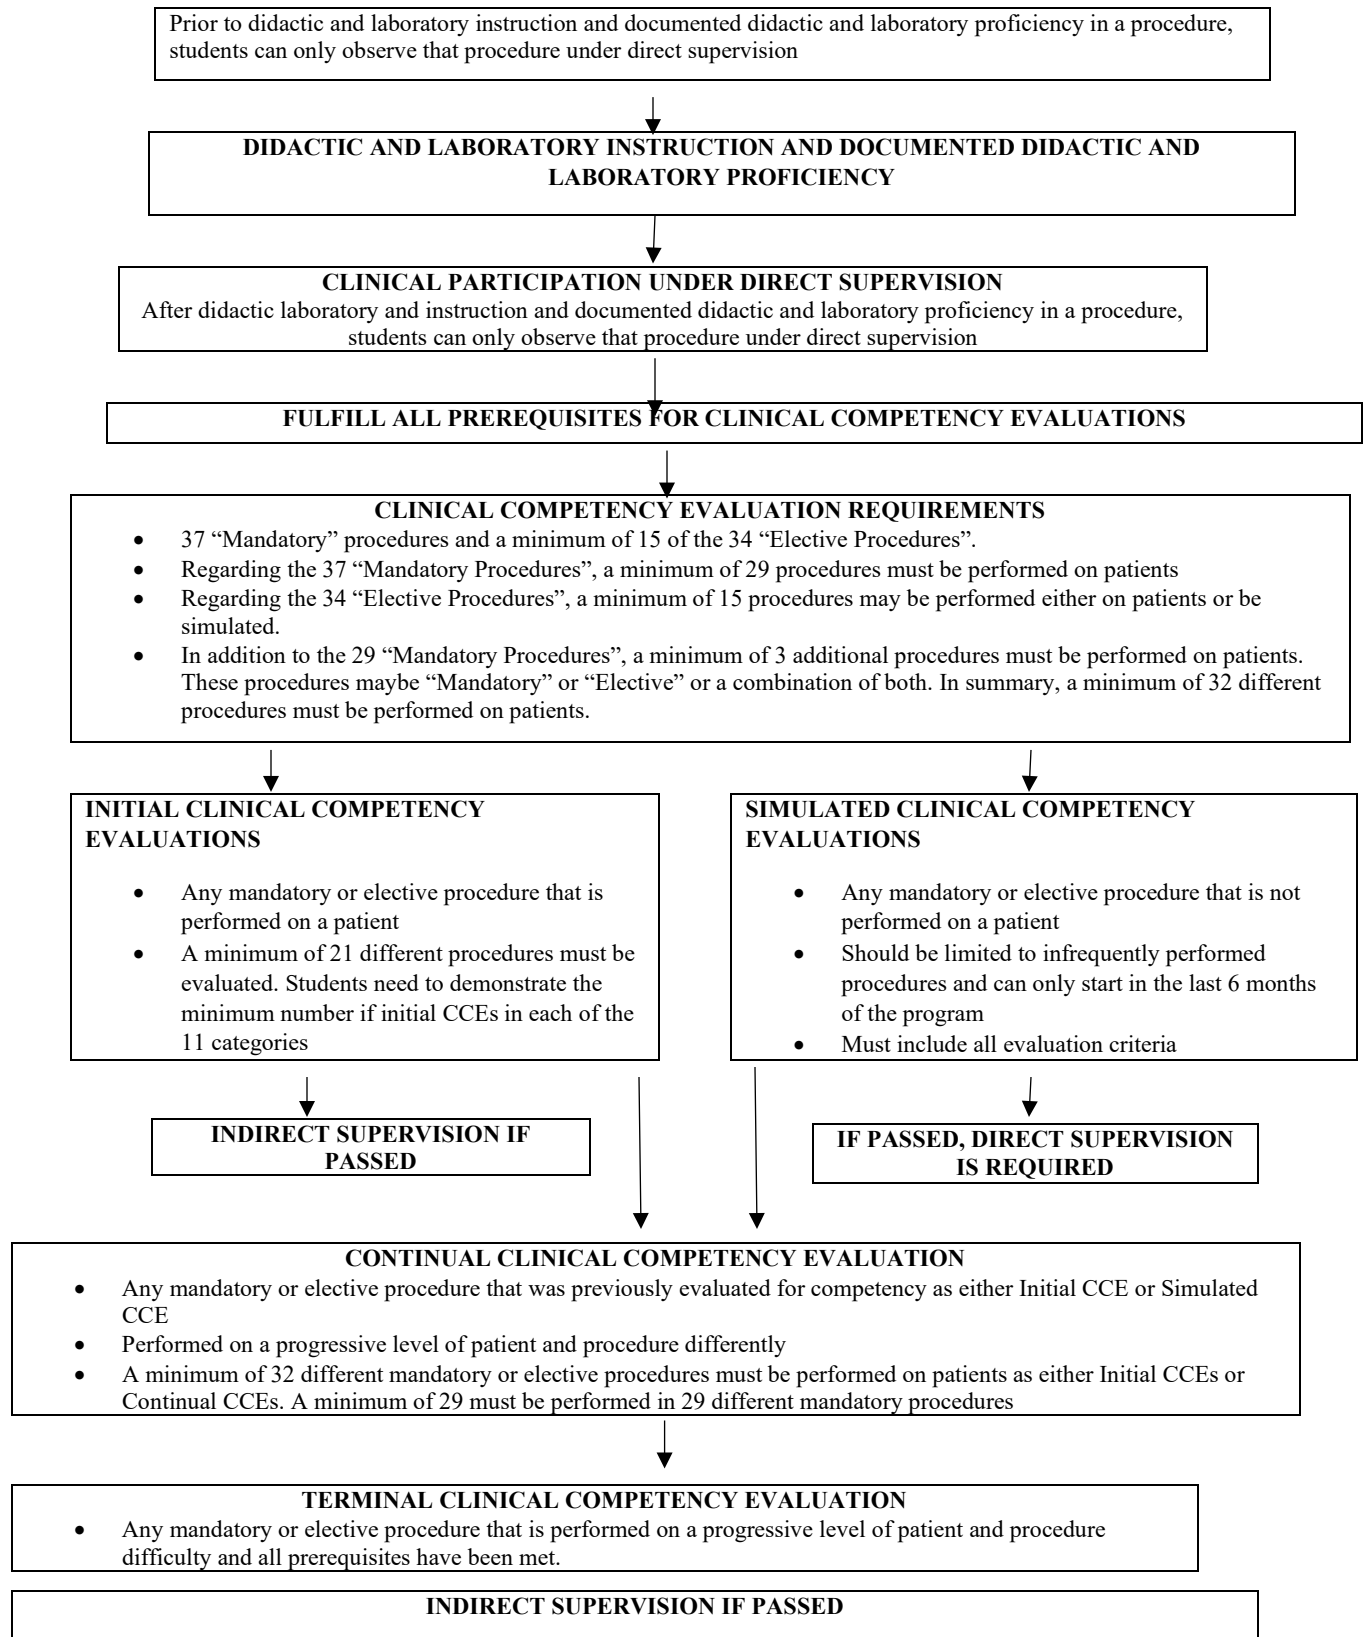 Prior to didactic and laboratory instruction and documented didactic and laboratory proficiency in a procedure,
students can only observe that procedure under direct supervision
DIDACTIC AND LABORATORY INSTRUCTION AND DOCUMENTED DIDACTIC AND
LABORATORY PROFICIENCY
CLINICAL PARTICIPATION UNDER DIRECT SUPERVISION
After didactic laboratory and instruction and documented didactic and laboratory proficiency in a procedure,
students can only observe that procedure under direct supervision
FULFILL ALL PREREQUISITES FOR CLINICAL COMPETENCY EVALUATIONS
CLINICAL COMPETENCY EVALUATION REQUIREMENTS
• 37 “Mandatory” procedures and a minimum of 15 of the 34 “Elective Procedures”.
• Regarding the 37 “Mandatory Procedures”, a minimum of 29 procedures must be performed on patients
• Regarding the 34 “Elective Procedures”, a minimum of 15 procedures may be performed either on patients or be
simulated.
• In addition to the 29 “Mandatory Procedures”, a minimum of 3 additional procedures must be performed on patients.
These procedures maybe “Mandatory” or “Elective” or a combination of both. In summary, a minimum of 32 different
procedures must be performed on patients.
INITIAL CLINICAL COMPETENCY
EVALUATIONS
• Any mandatory or elective procedure that is
performed on a patient
• A minimum of 21 different procedures must be
evaluated. Students need to demonstrate the
minimum number if initial CCEs in each of the
11 categories
SIMULATED CLINICAL COMPETENCY
EVALUATIONS
• Any mandatory or elective procedure that is not
performed on a patient
• Should be limited to infrequently performed
procedures and can only start in the last 6 months
of the program
• Must include all evaluation criteria
INDIRECT SUPERVISION IF
PASSED
IF PASSED, DIRECT SUPERVISION
IS REQUIRED
CONTINUAL CLINICAL COMPETENCY EVALUATION
• Any mandatory or elective procedure that was previously evaluated for competency as either Initial CCE or Simulated
CCE
• Performed on a progressive level of patient and procedure differently
• A minimum of 32 different mandatory or elective procedures must be performed on patients as either Initial CCEs or
Continual CCEs. A minimum of 29 must be performed in 29 different mandatory procedures
TERMINAL CLINICAL COMPETENCY EVALUATION
• Any mandatory or elective procedure that is performed on a progressive level of patient and procedure
difficulty and all prerequisites have been met.
INDIRECT SUPERVISION IF PASSED